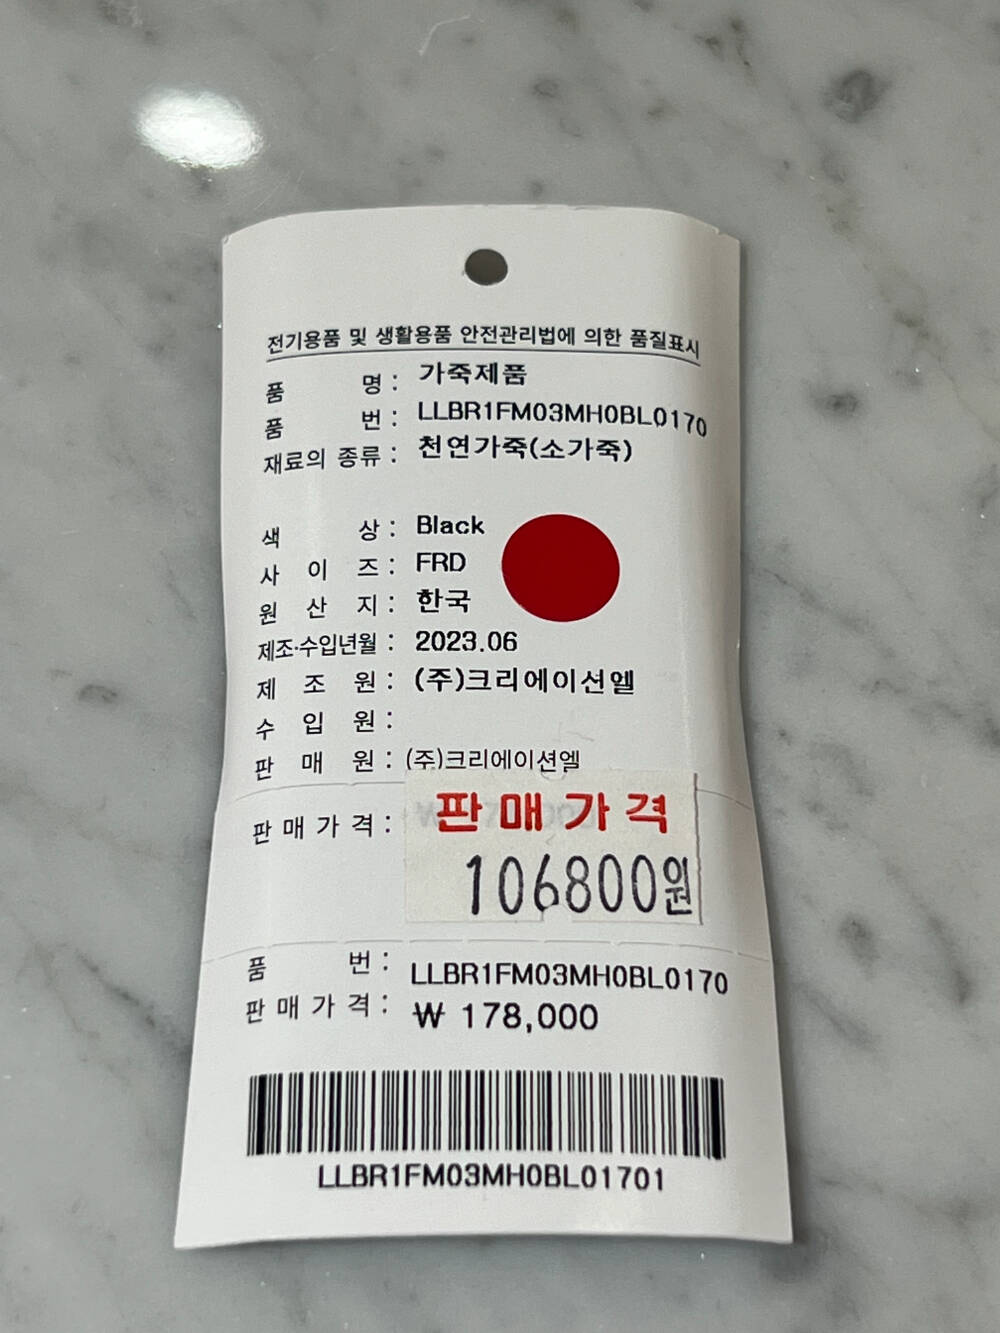 전기용품 및 생활용품 안전관리법에 의한 품질표시
품 명 : 가죽제품
품 번 : LLBR1FM03MH0BL0170
재료의 종류 : 천연가죽(소가죽)
색 상 : Black
사 이 즈 : FRD
원 산 지 : 한국
제조·수입년월 : 2023.06
제 조 원 : (주)크리에이션엘
수 입 원 :
판 매 원 : (주)크리에이션엘
판 매 가 격 : 판매가격
106800원
품 번 : LLBR1FM03MH0BL0170
판 매 가 격 : ₩ 178,000
LLBR1FM03MH0BL01701